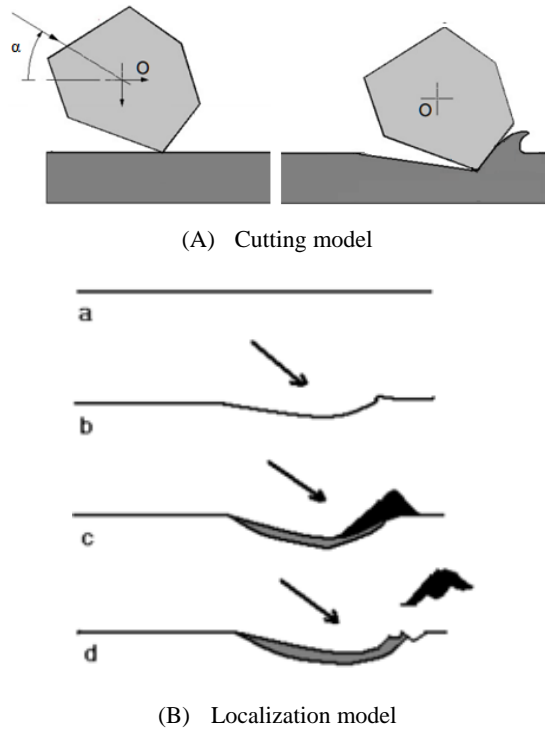 α
O
O
(A) Cutting model
a
b
c
d
(B) Localization model